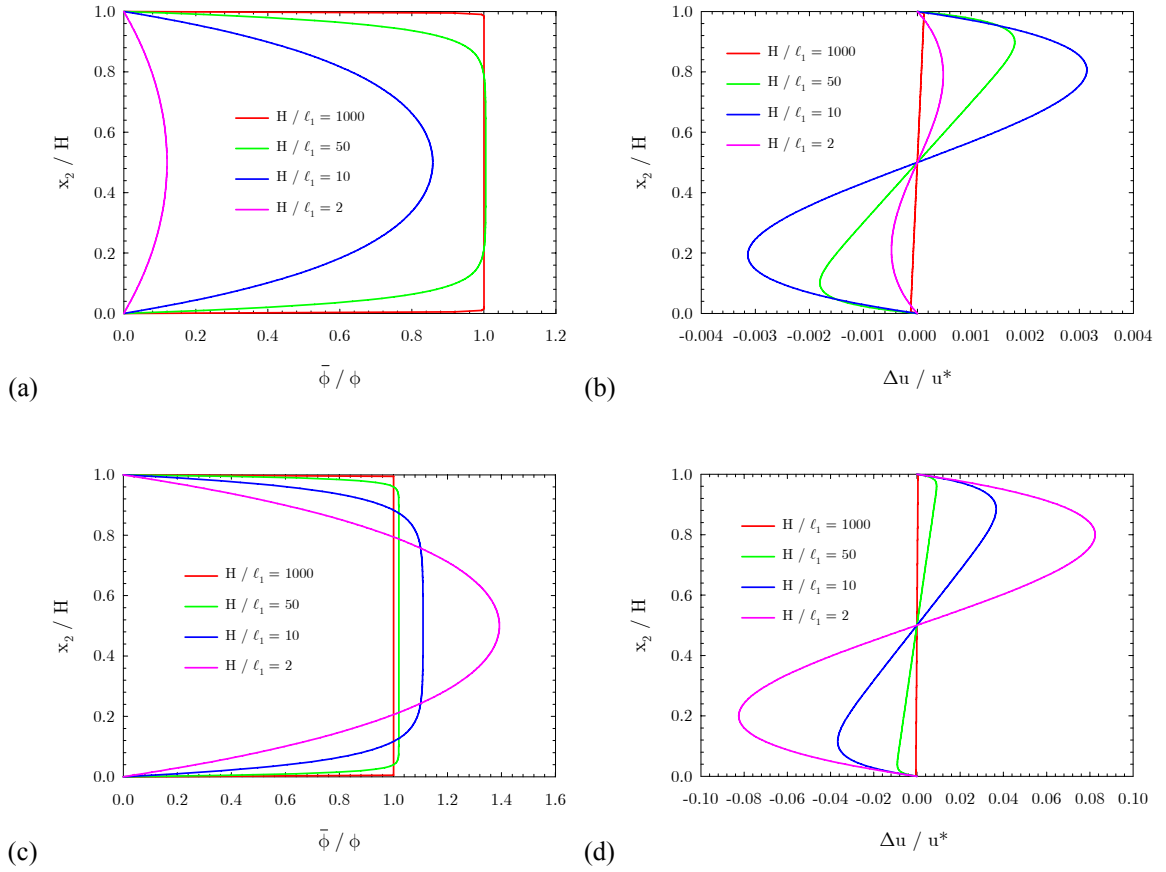 1.0
0.8
0.6
0.4
0.2
0.0
x₂ / H
H / ℓ₁ = 1000
H / ℓ₁ = 50
H / ℓ₁ = 10
H / ℓ₁ = 2
0.0 0.2 0.4 0.6 0.8 1.0 1.2
ϕ̄ / ϕ
(a)
1.0
0.8
0.6
0.4
0.2
0.0
x₂ / H
H / ℓ₁ = 1000
H / ℓ₁ = 50
H / ℓ₁ = 10
H / ℓ₁ = 2
-0.004 -0.003 -0.002 -0.001 0.000 0.001 0.002 0.003 0.004
Δu / u*
(b)
1.0
0.8
0.6
0.4
0.2
0.0
x₂ / H
H / ℓ₁ = 1000
H / ℓ₁ = 50
H / ℓ₁ = 10
H / ℓ₁ = 2
0.0 0.2 0.4 0.6 0.8 1.0 1.2 1.4 1.6
ϕ̄ / ϕ
(c)
1.0
0.8
0.6
0.4
0.2
0.0
x₂ / H
H / ℓ₁ = 1000
H / ℓ₁ = 50
H / ℓ₁ = 10
H / ℓ₁ = 2
-0.10 -0.08 -0.06 -0.04 -0.02 0.00 0.02 0.04 0.06 0.08 0.10
Δu / u*
(d)